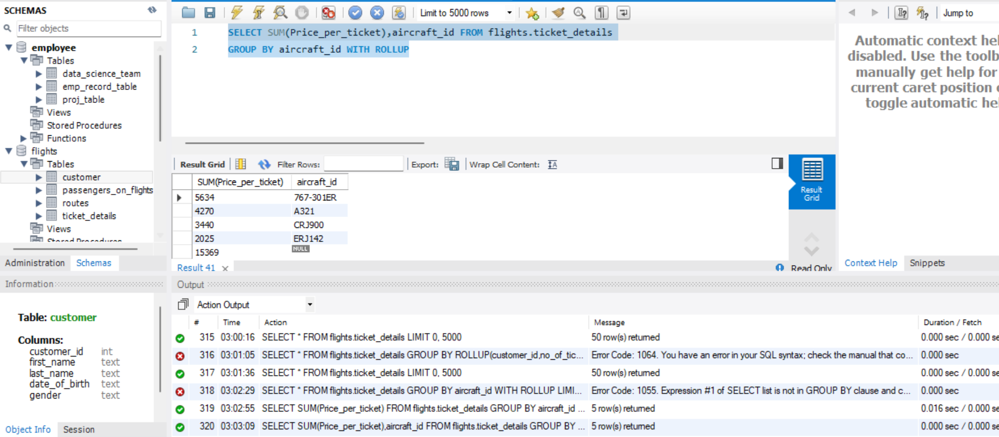 SCHEMAS
Filter objects
employee
Tables
data_science_team
emp_record_table
proj_table
Views
Stored Procedures
Functions
flights
Tables
customer
passengers_on_flights
routes
ticket_details
Views
Stored Procedures
Administration Schemas
Information
Table: customer
Columns:
customer_id int
first_name text
last_name text
date_of_birth text
gender text
Object Info Session
Limit to 5000 rows
1 SELECT SUM(Price_per_ticket),aircraft_id FROM flights.ticket_details
2 GROUP BY aircraft_id WITH ROLLUP
Result Grid Filter Rows: Export: Wrap Cell Content:
SUM(Price_per_ticket) aircraft_id
5634 767-301ER
4270 A321
3440 CRJ900
2025 ERJ142
15369 NULL
Result 41
Read Only
Result
Grid
Jump to
Automatic context hel
disabled. Use the toolb
manually get help for
current caret position
toggle automatic hel
Context Help Snippets
Output
Action Output
# Time Action Message Duration / Fetch
315 03:00:16 SELECT * FROM flights.ticket_details LIMIT 0, 5000 50 row(s) returned 0.000 sec / 0.000 se
316 03:01:05 SELECT * FROM flights.ticket_details GROUP BY ROLLUP(customer_id,no_of_tic... Error Code: 1064. You have an error in your SQL syntax; check the manual that co... 0.000 sec
317 03:01:36 SELECT * FROM flights.ticket_details LIMIT 0, 5000 50 row(s) returned 0.000 sec / 0.000 se
318 03:02:29 SELECT * FROM flights.ticket_details GROUP BY aircraft_id WITH ROLLUP LIMI... Error Code: 1055. Expression #1 of SELECT list is not in GROUP BY clause and c... 0.000 sec
319 03:02:55 SELECT SUM(Price_per_ticket) FROM flights.ticket_details GROUP BY aircraft_id ... 5 row(s) returned 0.016 sec / 0.000 se
320 03:03:09 SELECT SUM(Price_per_ticket),aircraft_id FROM flights.ticket_details GROUP BY ... 5 row(s) returned 0.000 sec / 0.000 se